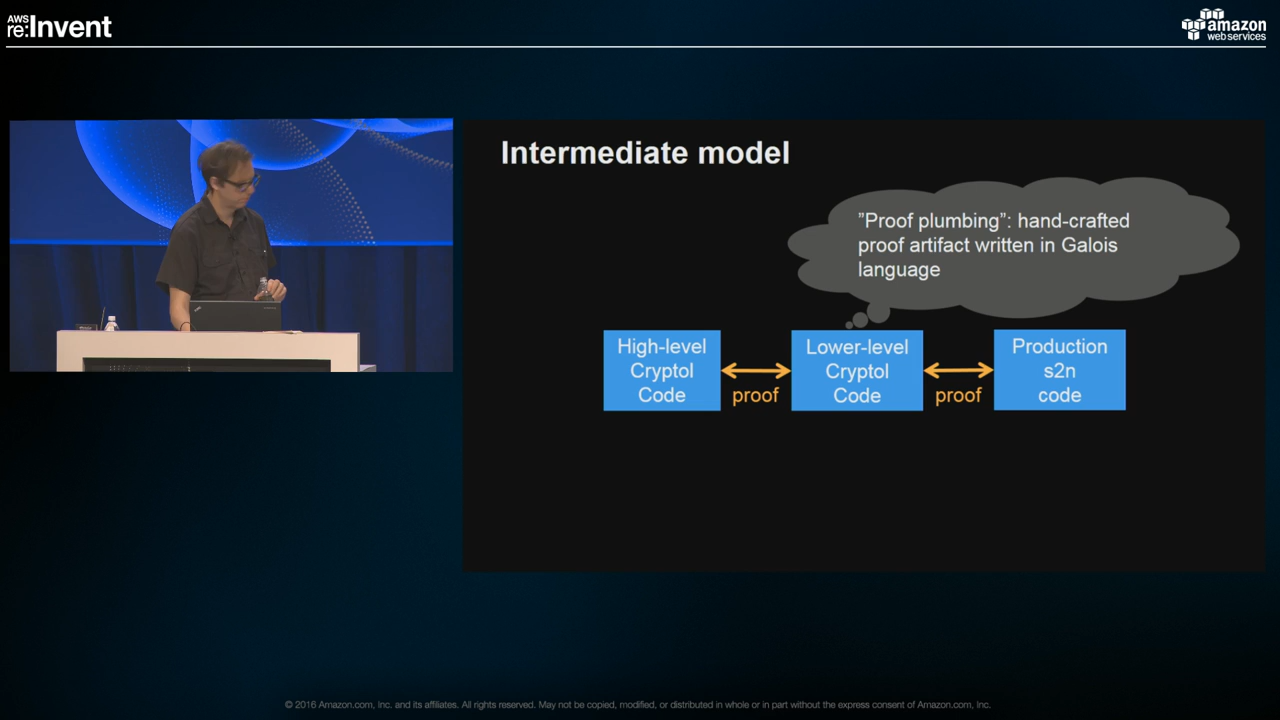 AWS
re:Invent
amazon
webservices
Intermediate model
”Proof plumbing”: hand-crafted
proof artifact written in Galois
language
High-level
Cryptol
Code
proof
Lower-level
Cryptol
Code
proof
Production
s2n
code
© 2016 Amazon.com, Inc. and its affiliates. All rights reserved. May not be copied, modified, or distributed in whole or in part without the express consent of Amazon.com, Inc.